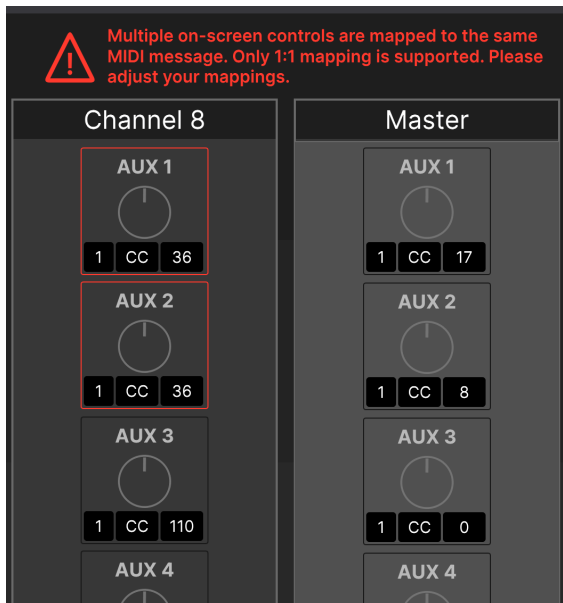 Multiple on-screen controls are mapped to the same
MIDI message. Only 1:1 mapping is supported. Please
adjust your mappings.
Channel 8
AUX 1
1 CC 36
AUX 2
1 CC 36
AUX 3
1 CC 110
AUX 4
Master
AUX 1
1 CC 17
AUX 2
1 CC 8
AUX 3
1 CC 0
AUX 4